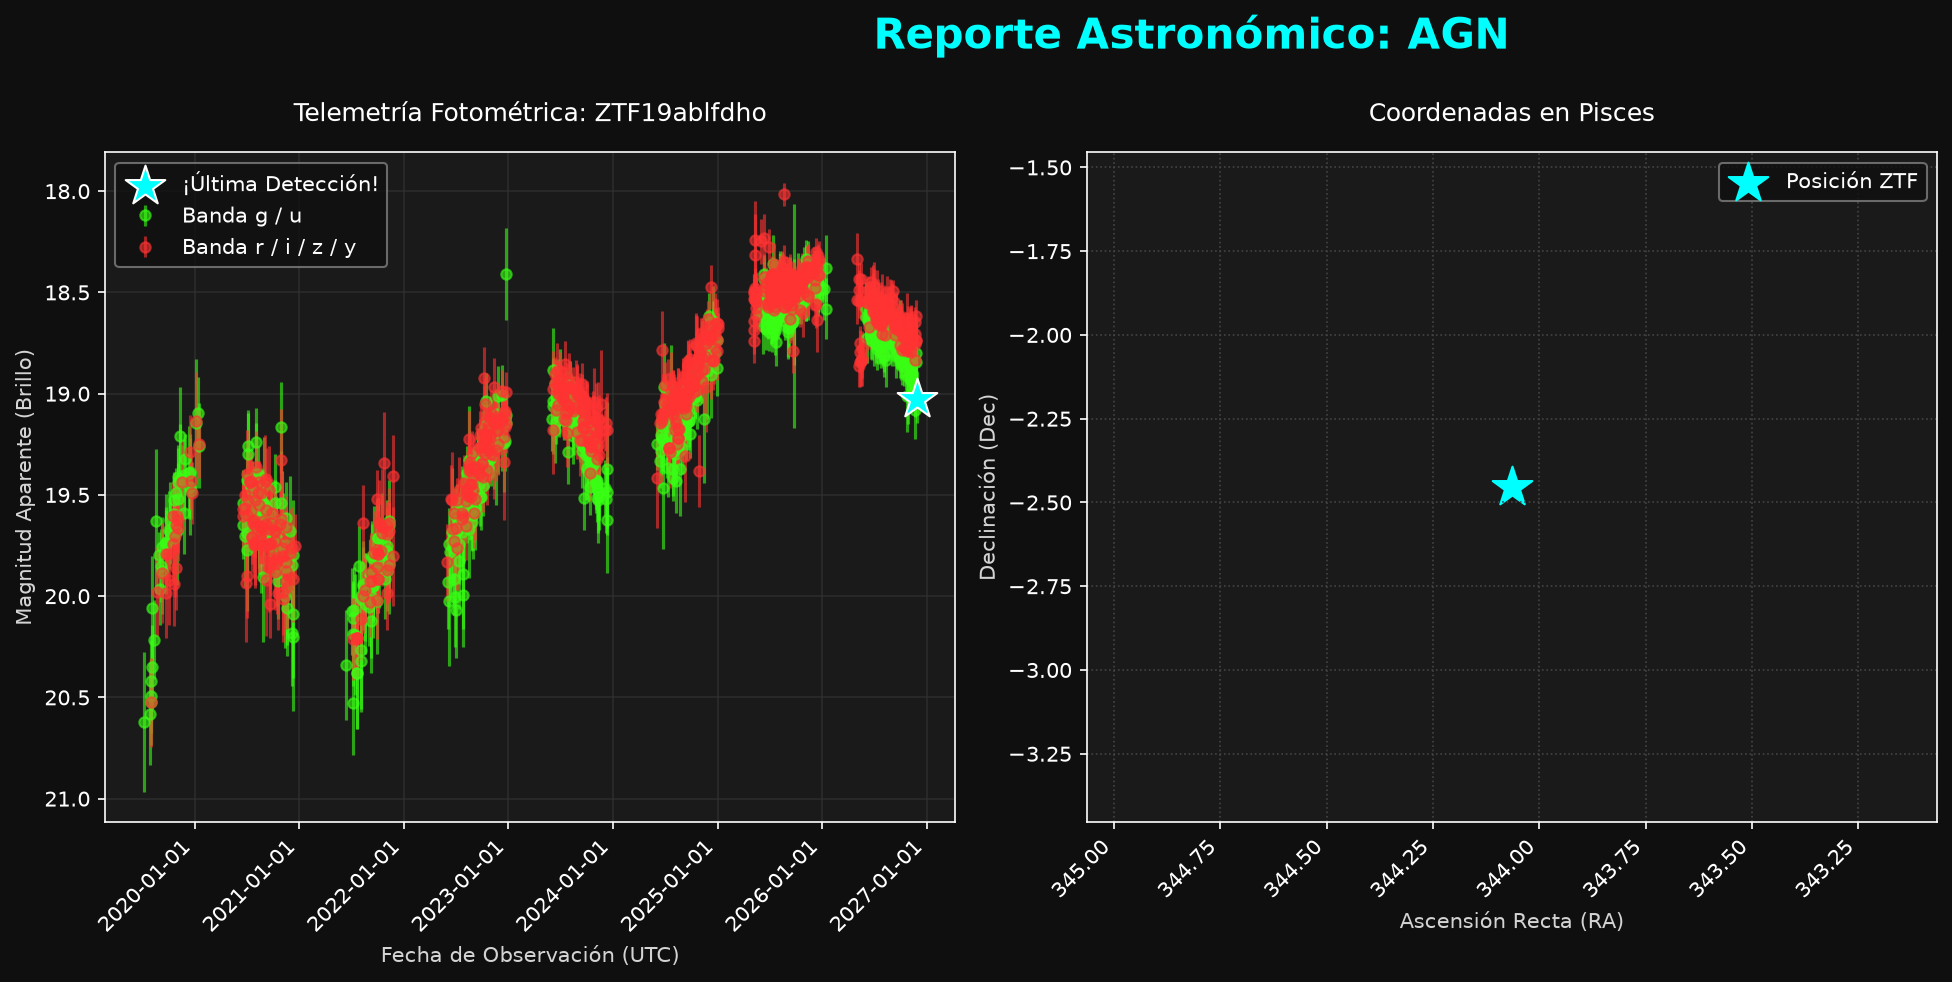 Reporte Astronómico: AGN
Telemetría Fotométrica: ZTF19ablfdho
¡Última Detección!
Banda g / u
Banda r / i / z / y
Magnitud Aparente (Brillo)
18.0
18.5
19.0
19.5
20.0
20.5
21.0
2020-01-01
2021-01-01
2022-01-01
2023-01-01
2024-01-01
2025-01-01
2026-01-01
2027-01-01
Fecha de Observación (UTC)
Coordenadas en Pisces
Posición ZTF
Declinación (Dec)
−1.50
−1.75
−2.00
−2.25
−2.50
−2.75
−3.00
−3.25
345.00
344.75
344.50
344.25
344.00
343.75
343.50
343.25
Ascensión Recta (RA)